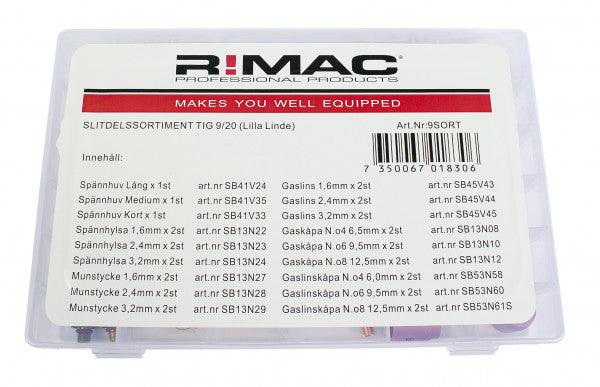 R!MAC
PROFESSIONAL PRODUCTS
MAKES YOU WELL EQUIPPED
SLITDELSSORTIMENT TIG 9/20 (Lilla Linde) Art.Nr:9SORT
7 350067 018306
Innehåll:
Spännhuv Lång x 1st art.nr SB41V24 Gaslins 1,6mm x 2st art.nr SB45V43
Spännhuv Medium x 1st art.nr SB41V35 Gaslins 2,4mm x 2st art.nr SB45V44
Spännhuv Kort x 1st art.nr SB41V33 Gaslins 3,2mm x 2st art.nr SB45V45
Spännhylsa 1,6mm x 2st art.nr SB13N22 Gaskåpa N.o4 6,5mm x 2st art.nr SB13N08
Spännhylsa 2,4mm x 2st art.nr SB13N23 Gaskåpa N.o6 9,5mm x 2st art.nr SB13N10
Spännhylsa 3,2mm x 2st art.nr SB13N24 Gaskåpa N.o8 12,5mm x 2st art.nr SB13N12
Munstycke 1,6mm x 2st art.nr SB13N27 Gaslinskåpa N.o4 6,0mm x 2st art.nr SB53N58
Munstycke 2,4mm x 2st art.nr SB13N28 Gaslinskåpa N.o6 9,5mm x 2st art.nr SB53N60
Munstycke 3,2mm x 2st art.nr SB13N29 Gaslinskåpa N.o8 12,5mm x 2st art.nr SB53N61S